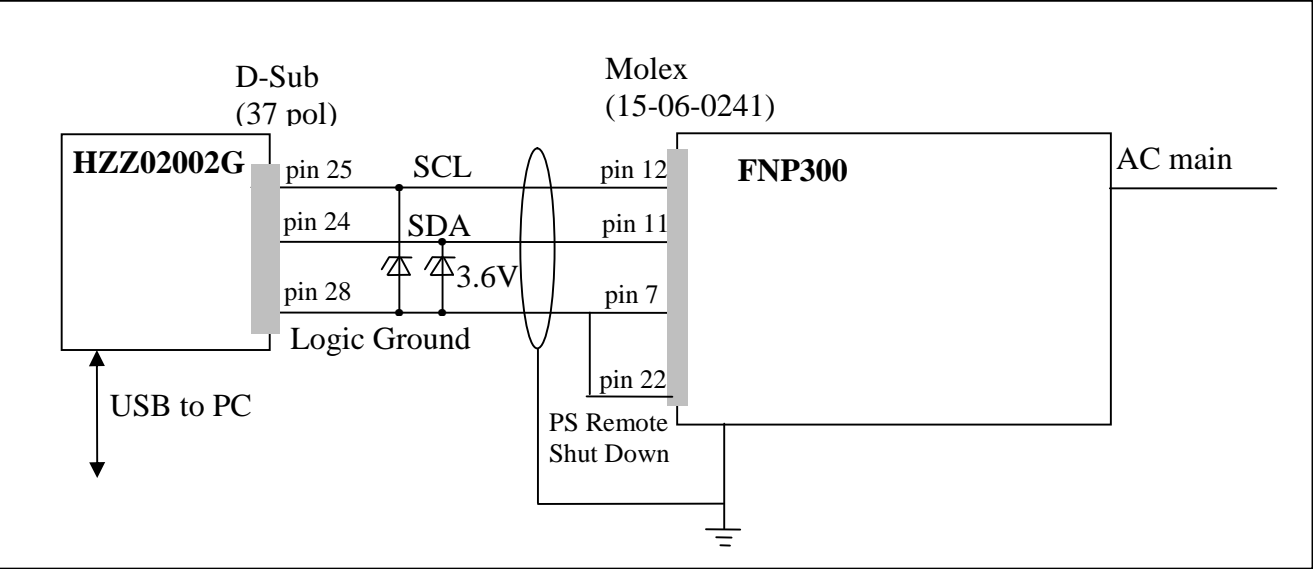 D-Sub
(37 pol)
Molex
(15-06-0241)
HZZ02002G
FNP300
AC main
pin 25
SCL
pin 12
pin 24
SDA
pin 11
3.6V
pin 28
pin 7
Logic Ground
pin 22
USB to PC
PS Remote
Shut Down